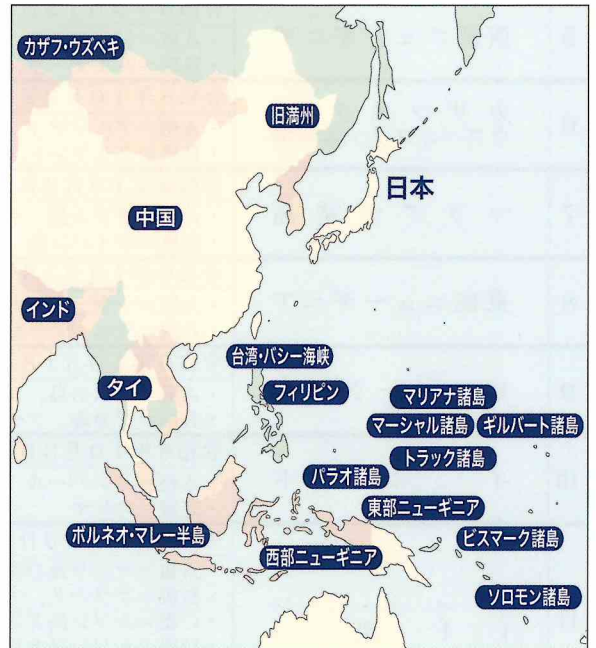 カザフ・ウズベキ
旧満州
日本
中国
インド
台湾・バシー海峡
タイ
フィリピン
マリアナ諸島
マーシャル諸島
ギルバート諸島
トラック諸島
パラオ諸島
東部ニューギニア
ボルネオ・マレー半島
西部ニューギニア
ビスマーク諸島
ソロモン諸島